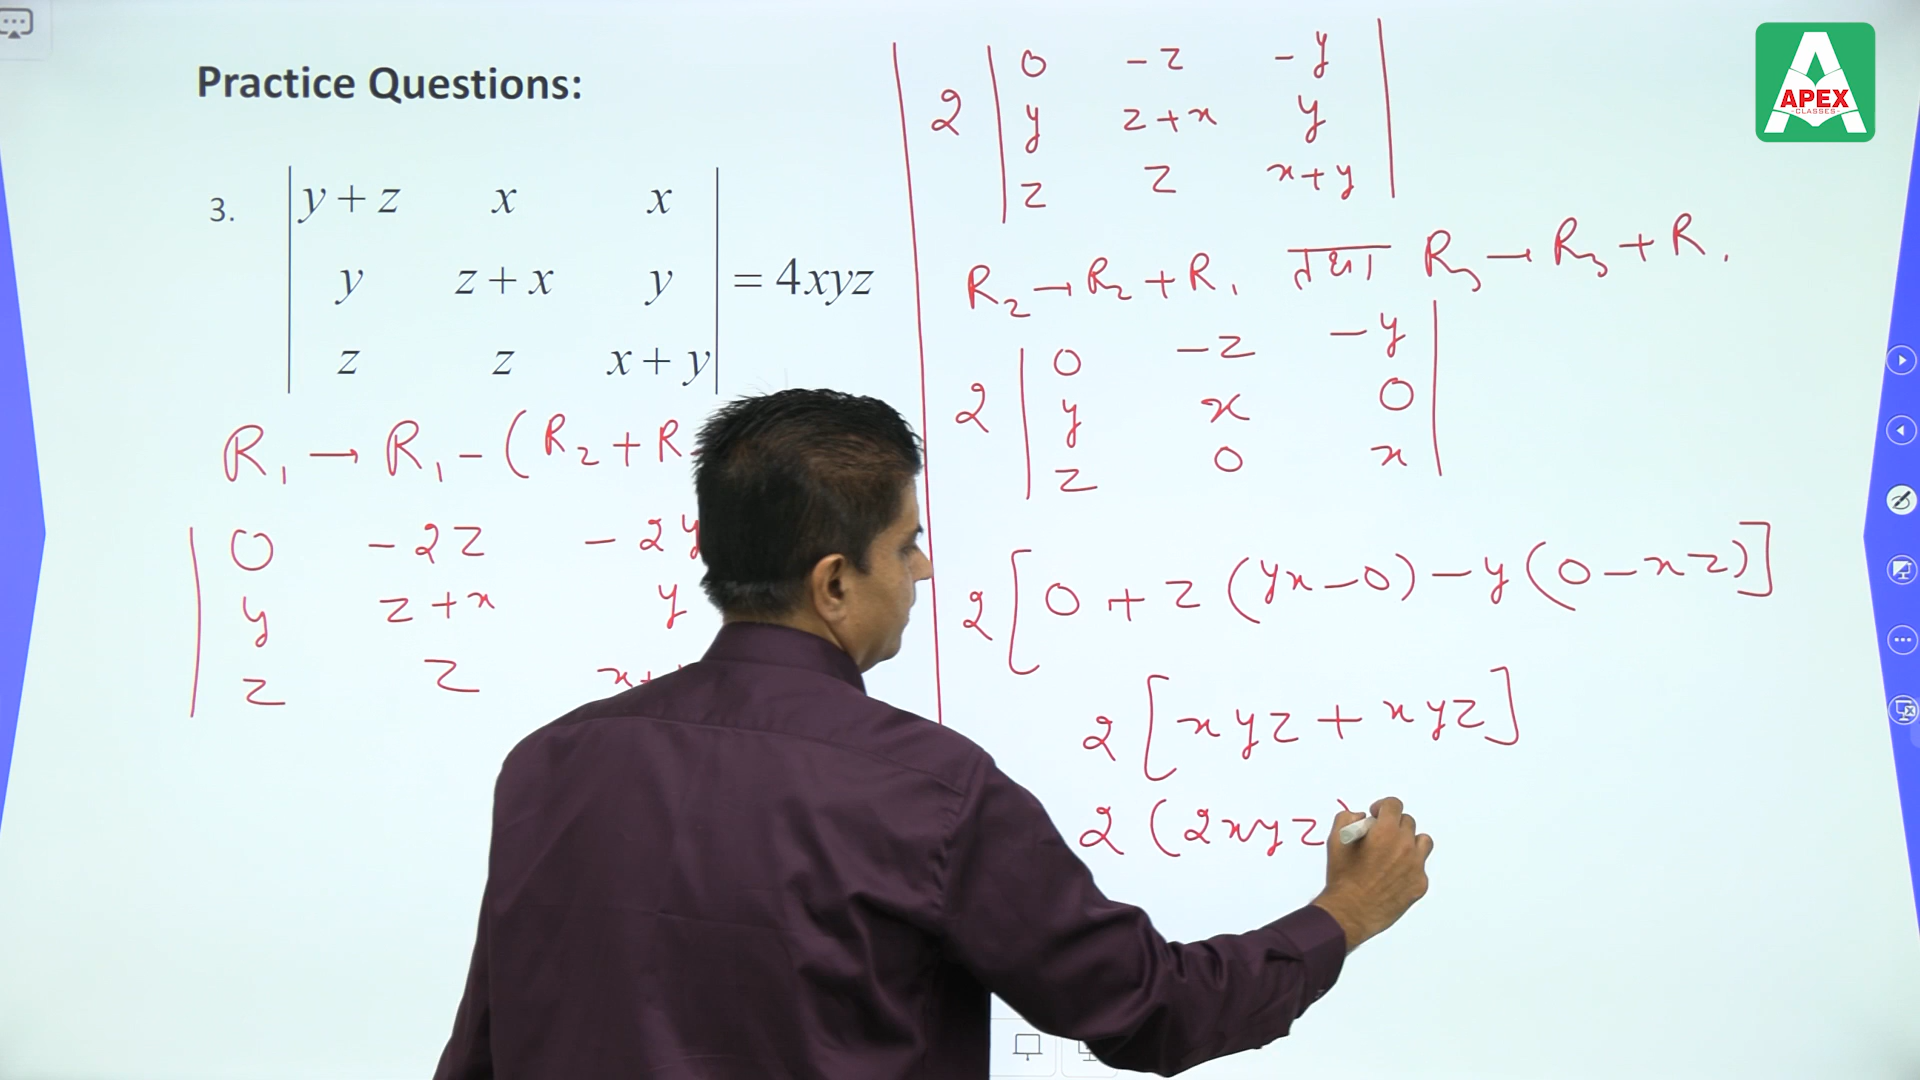 Practice Questions:
3.
y + z x x
y z + x y = 4xyz
z z x + y
R₁ → R₁ - (R₂ + R
0 - 2z - 2y
y z + x y
z z x+
2 0 - z - y
y z + x y
z z x + y
R₂ → R₂ + R₁ तथा R₃ → R₃ + R₁
0 - z - y
2 y x 0
z 0 x
2 [ 0 + z (yx - 0) - y (0 - xz) ]
2 [ xyz + xyz ]
2 (2xyz)
APEX
CLASSES